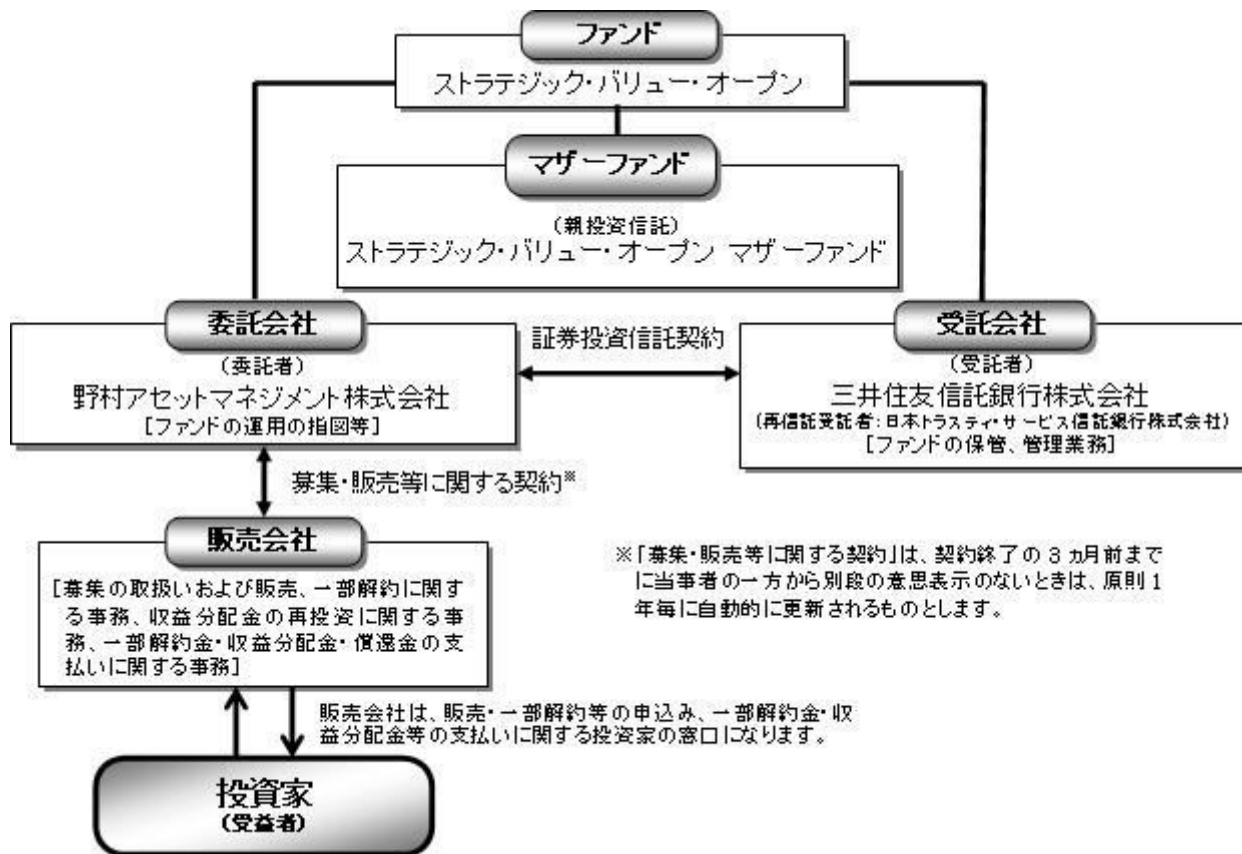 ファンド
ストラテジック・バリュー・オープン
マザーファンド
(親投資信託)
ストラテジック・バリュー・オープン マザーファンド
委託会社
(委託者)
野村アセットマネジメント株式会社
[ファンドの運用の指図等]
証券投資信託契約
受託会社
(受託者)
三井住友信託銀行株式会社
(再信託受託者:日本トラスティ・サービス信託銀行株式会社)
[ファンドの保管、管理業務]
募集・販売等に関する契約※
販売会社
[募集の取扱いおよび販売、一部解約に関す
る事務、収益分配金の再投資に関する事
務、一部解約金・収益分配金・償還金の支
払いに関する事務]
※「募集・販売等に関する契約」は、契約終了の3ヵ月前まで
に当事者の一方から別段の意思表示のないときは、原則1
年毎に自動的に更新されるものとします。
販売会社は、販売・一部解約等の申込み、一部解約金・収
益分配金等の支払いに関する投資家の窓口になります。
投資家
(受益者)